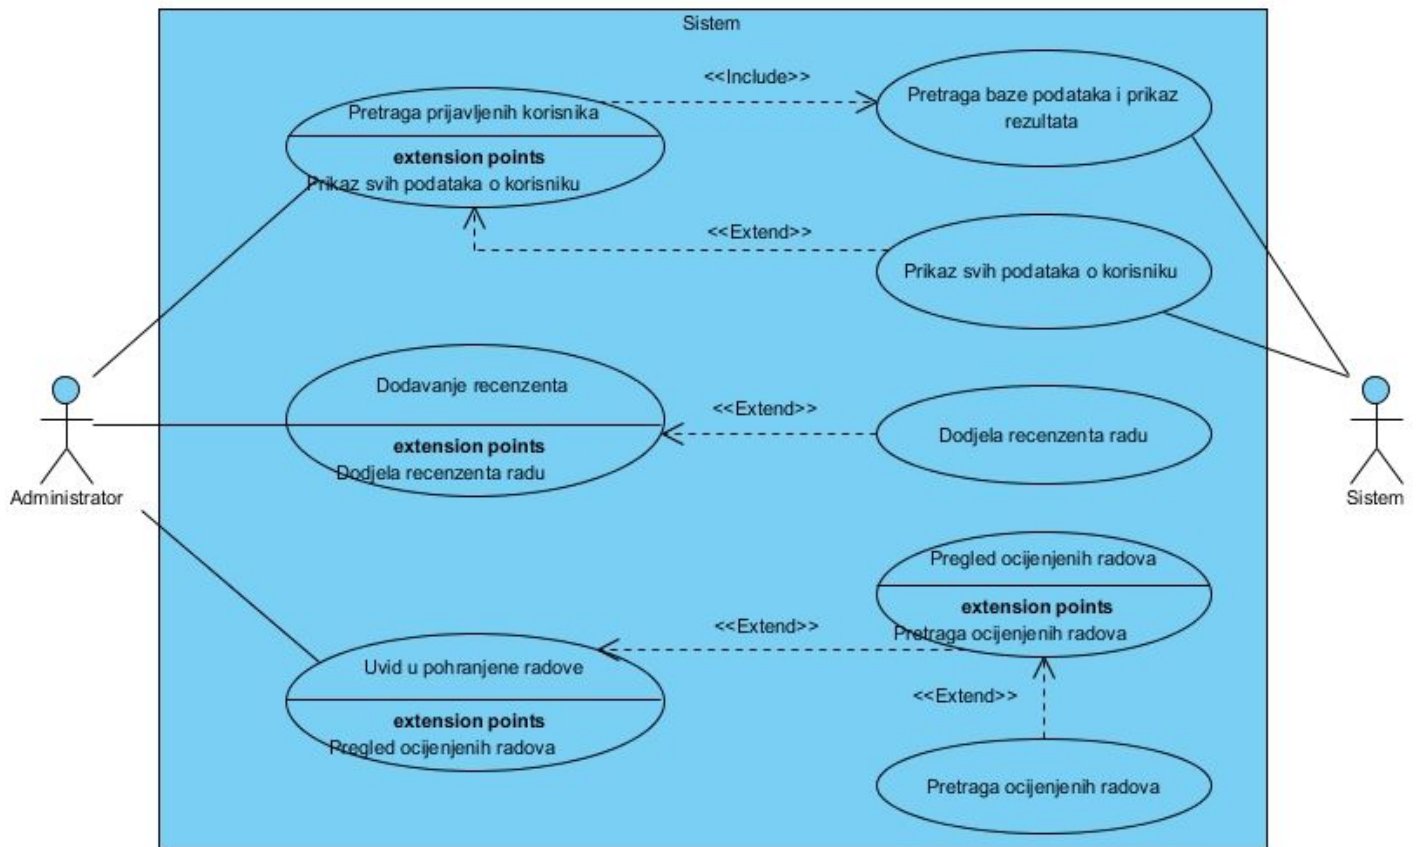 Sistem
<<Include>>
Pretraga prijavljenih korisnika
extension points
Prikaz svih podataka o korisniku
Pretraga baze podataka i prikaz
rezultata
<<Extend>>
Prikaz svih podataka o korisniku
Dodavanje recenzenta
extension points
Dodjela recenzenta radu
<<Extend>>
Dodjela recenzenta radu
Administrator
Sistem
Pregled ocijenjenih radova
extension points
Pretraga ocijenjenih radova
<<Extend>>
Uvid u pohranjene radove
extension points
Pregled ocijenjenih radova
<<Extend>>
Pretraga ocijenjenih radova